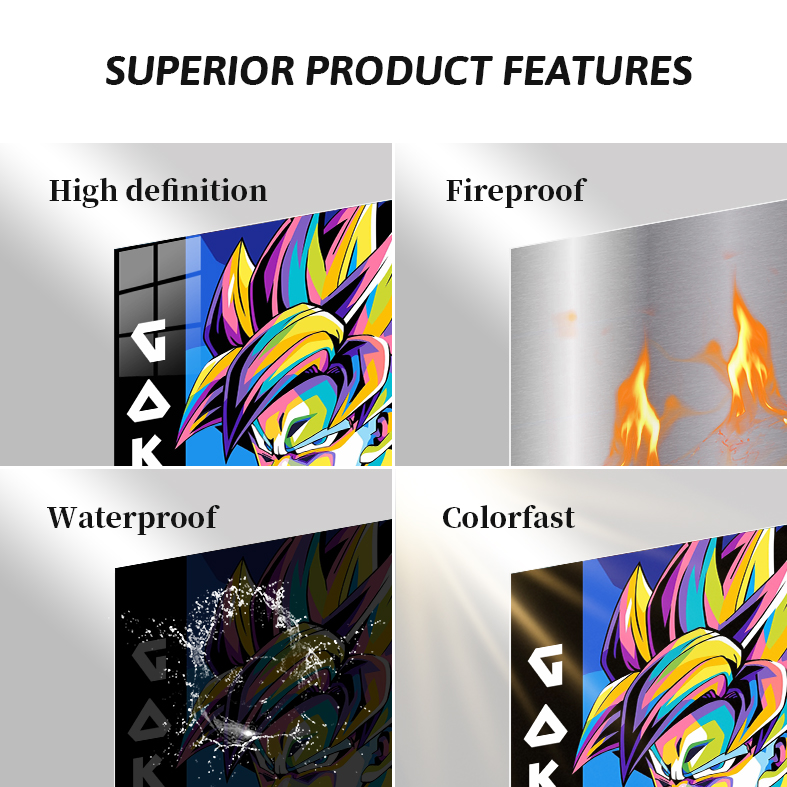 SUPERIOR PRODUCT FEATURES
High definition
Fireproof
G
O
K
Waterproof
Colorfast
G
O
K
G
O
K